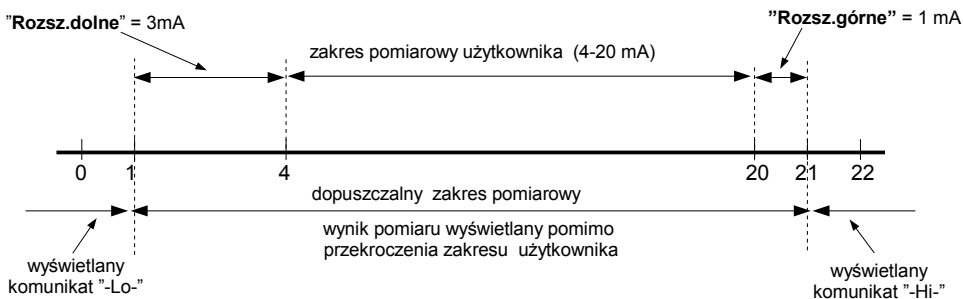 "Rozsz.dolne" = 3mA
"Rozsz.górne" = 1 mA
zakres pomiarowy użytkownika (4-20 mA)
0 1 4 20 21 22
dopuszczalny zakres pomiarowy
wynik pomiaru wyświetlany pomimo
przekroczenia zakresu użytkownika
wyświetlany
komunikat "-Lo-"
wyświetlany
komunikat "-Hi-"